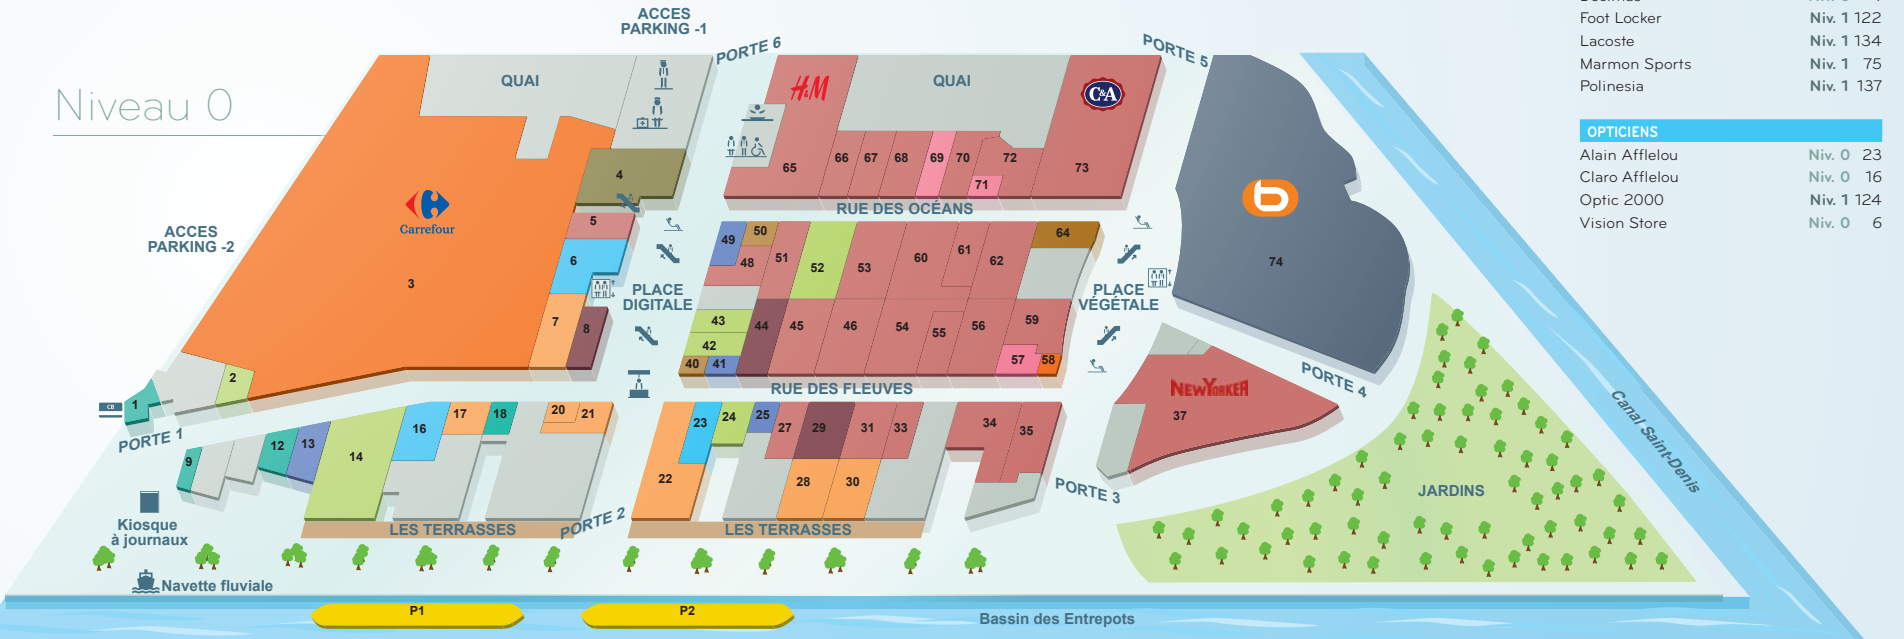 ACCES
PARKING -1
PORTE 6
PORTE 5
Foot Locker Niv. 1 122
Lacoste Niv. 1 134
Marmon Sports Niv. 1 75
Polinesia Niv. 1 137
OPTICIENS
Alain Afflelou Niv. 0 23
Claro Afflelou Niv. 0 16
Optic 2000 Niv. 1 124
Vision Store Niv. 0 6
Niveau 0
QUAI
H&M
QUAI
C&A
4
65
66
67
68
69
70
71
72
73
b
74
Carrefour
3
ACCES
PARKING -2
RUE DES OCÉANS
5
6
7
8
49
50
48
51
52
53
60
61
62
64
PLACE
DIGITALE
PLACE
VÉGÉTALE
43
42
40
41
44
45
46
54
55
56
59
57
58
RUE DES FLEUVES
PORTE 4
NEWYORKER
37
2
CB
1
PORTE 1
9
12
13
14
16
17
18
20
21
22
23
24
25
27
29
31
33
28
30
34
35
PORTE 3
Kiosque
à journaux
LES TERRASSES
PORTE 2
LES TERRASSES
JARDINS
Canal Saint-Denis
Navette fluviale
P1
P2
Bassin des Entrepots